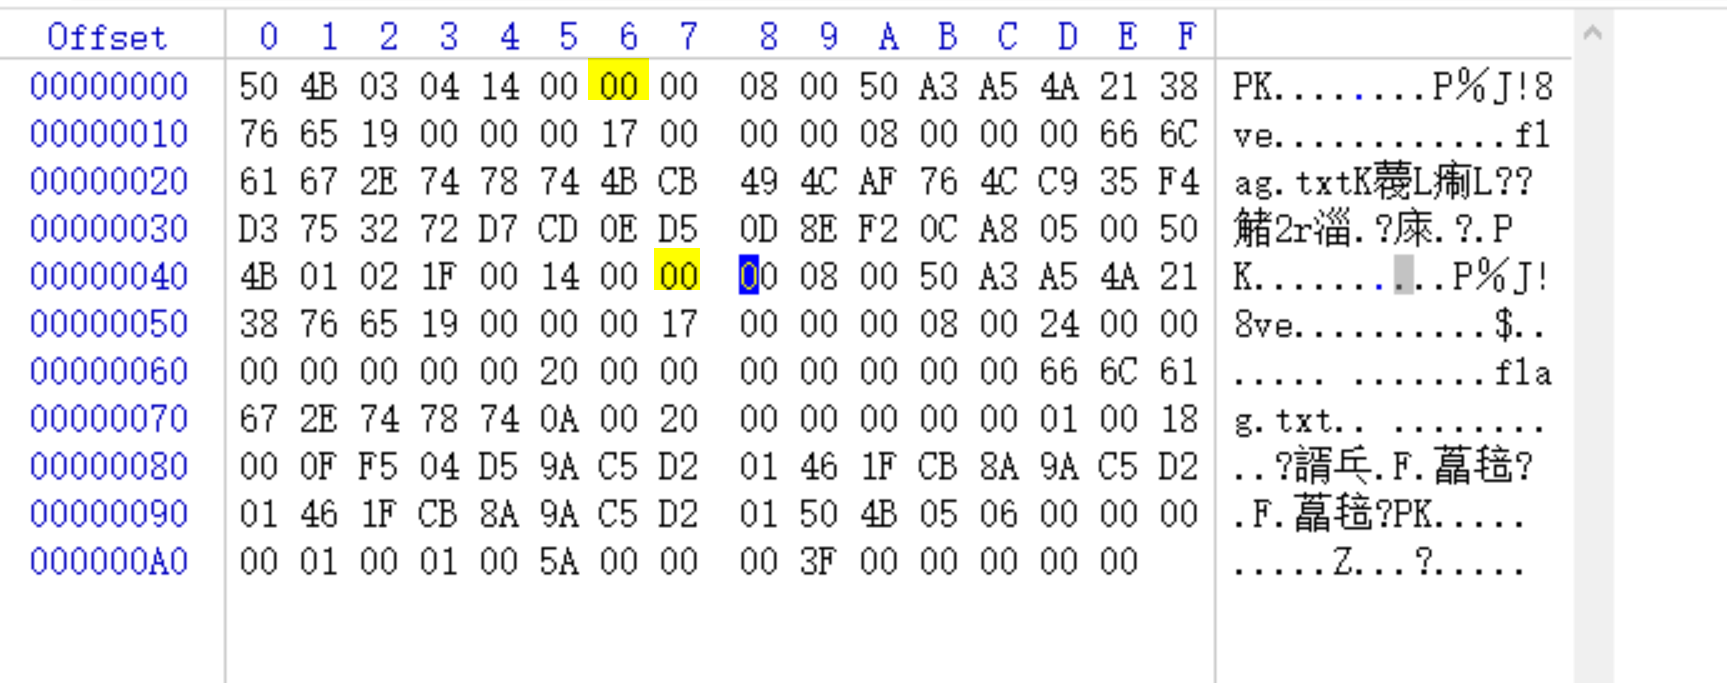 Offset 0 1 2 3 4 5 6 7 8 9 A B C D E F
00000000 50 4B 03 04 14 00 00 00 08 00 50 A3 A5 4A 21 38 PK........P%J!8
00000010 76 65 19 00 00 00 17 00 00 00 08 00 00 00 66 6C ve............fl
00000020 61 67 2E 74 78 74 4B CB 49 4C AF 76 4C C9 35 F4 ag.txtK蓡L痸L??
00000030 D3 75 32 72 D7 CD 0E D5 0D 8E F2 0C A8 05 00 50 觰2r淄.?庩.?.P
00000040 4B 01 02 1F 00 14 00 00 00 08 00 50 A3 A5 4A 21 K..........P%J!
00000050 38 76 65 19 00 00 00 17 00 00 00 08 00 24 00 00 8ve..........$..
00000060 00 00 00 00 00 20 00 00 00 00 00 00 00 66 6C 61 ..... .......fla
00000070 67 2E 74 78 74 0A 00 20 00 00 00 00 00 01 00 18 g.txt.. ........
00000080 00 0F F5 04 D5 9A C5 D2 01 46 1F CB 8A 9A C5 D2 ..?諝乓.F.藠毰?
00000090 01 46 1F CB 8A 9A C5 D2 01 50 4B 05 06 00 00 00 .F.藠毰?PK.....
000000A0 00 01 00 01 00 5A 00 00 00 3F 00 00 00 00 00 .....Z...?.....